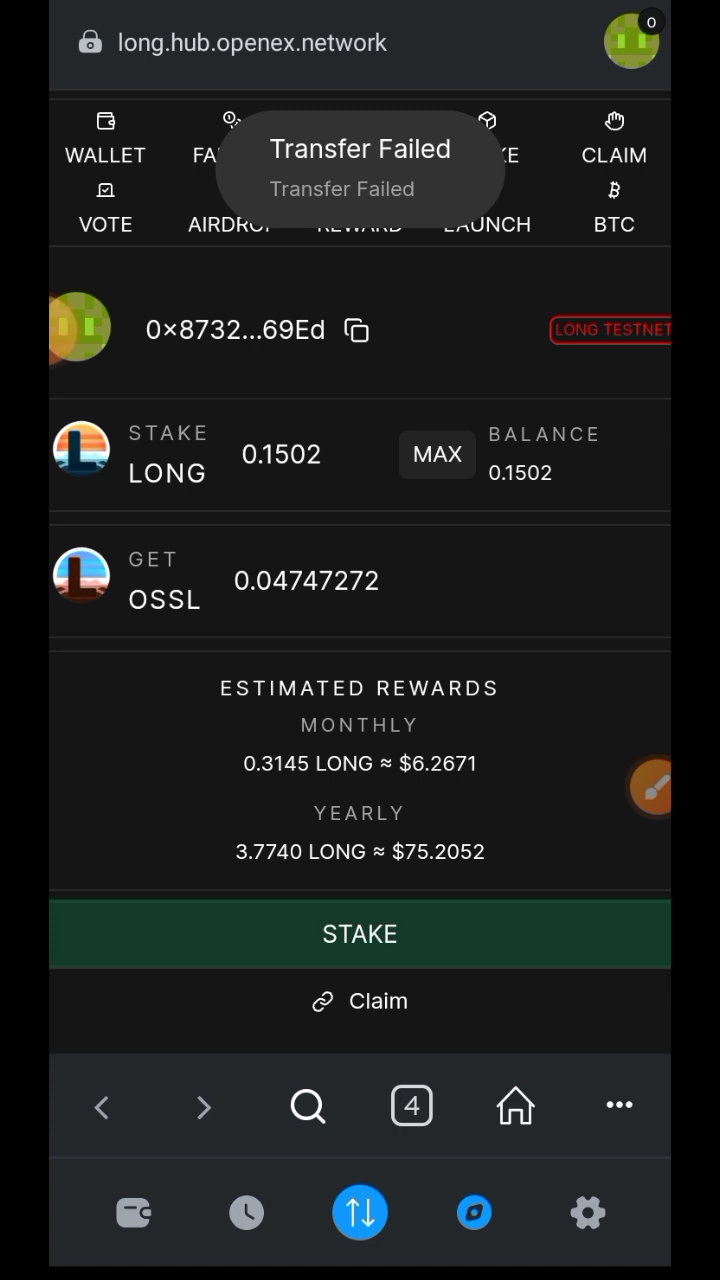 long.hub.openex.network
0
Transfer Failed
Transfer Failed
WALLET
CLAIM
VOTE
BTC
0×8732...69Ed
LONG TESTNET
STAKE
LONG
0.1502
MAX
BALANCE
0.1502
GET
OSSL
0.04747272
ESTIMATED REWARDS
MONTHLY
0.3145 LONG ≈ $6.2671
YEARLY
3.7740 LONG ≈ $75.2052
STAKE
Claim
4